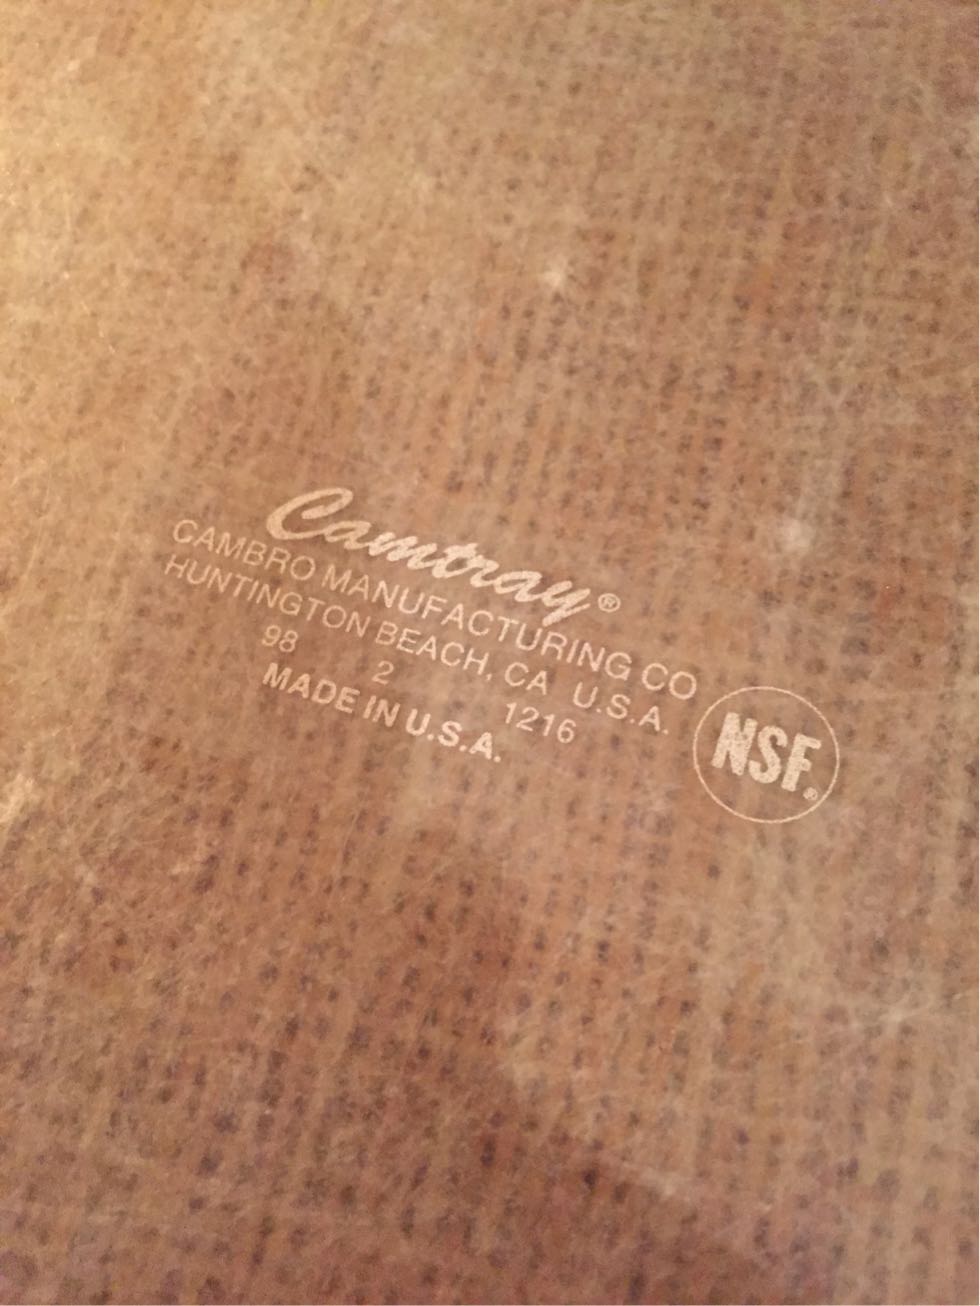 Camtray®
CAMBRO MANUFACTURING CO
HUNTINGTON BEACH, CA U.S.A.
98 2 1216
MADE IN U.S.A.
NSF®